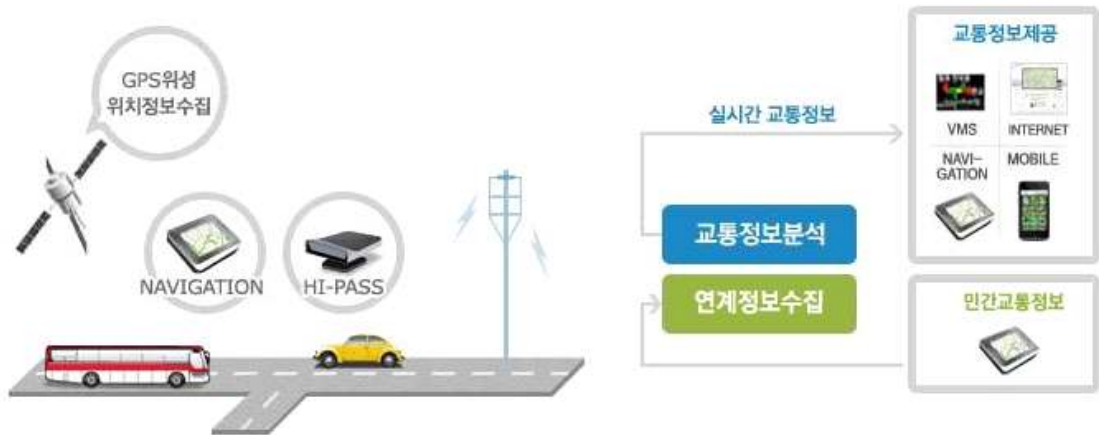 GPS위성
위치정보수집
NAVIGATION
HI-PASS
실시간 교통정보
교통정보분석
연계정보수집
교통정보제공
VMS
INTERNET
NAVI-
GATION
MOBILE
민간교통정보